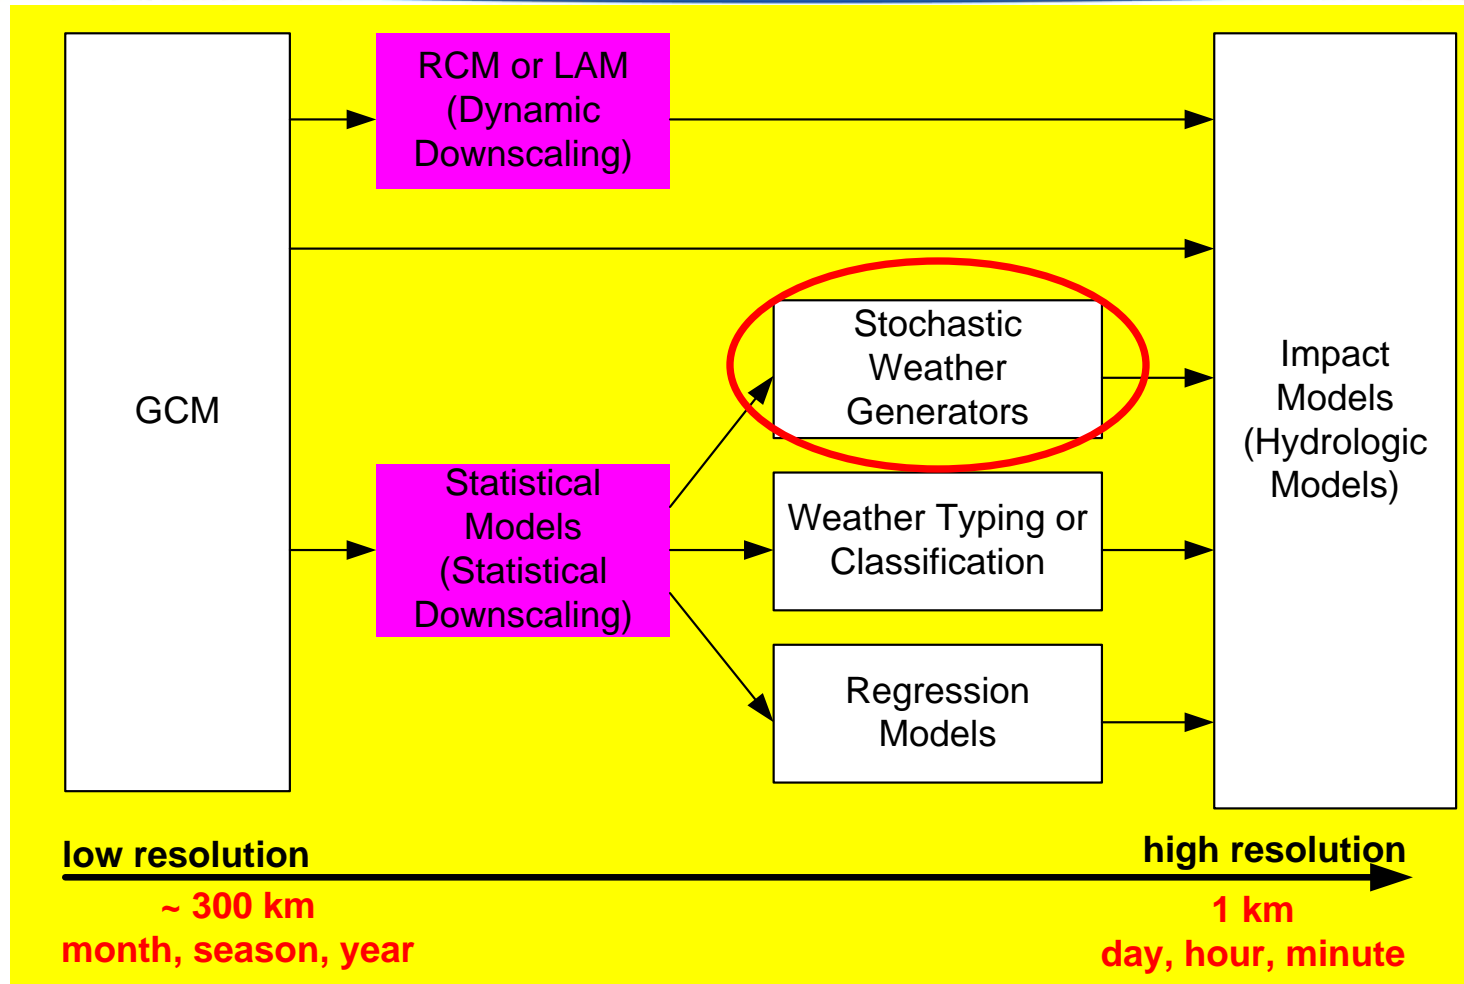 RCM or LAM
(Dynamic
Downscaling)
GCM
Stochastic
Weather
Generators
Statistical
Models
(Statistical
Downscaling)
Weather Typing or
Classification
Regression
Models
Impact
Models
(Hydrologic
Models)
low resolution
~ 300 km
month, season, year
high resolution
1 km
day, hour, minute